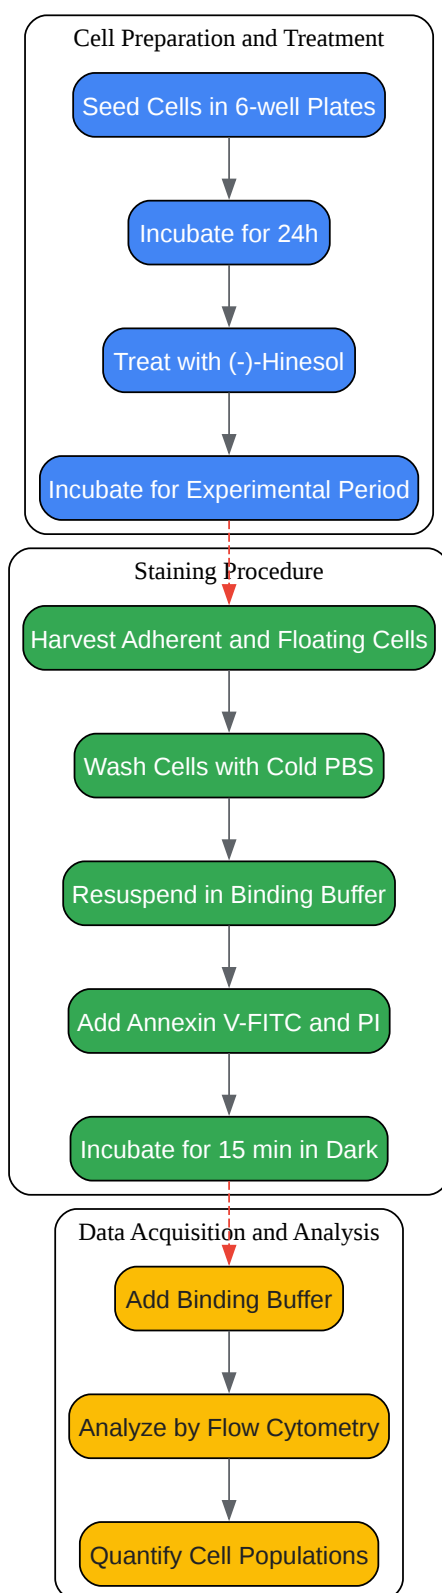 Cell Preparation and Treatment
Seed Cells in 6-well Plates
Incubate for 24h
Treat with (-)-Hinesol
Incubate for Experimental Period
Staining Procedure
Harvest Adherent and Floating Cells
Wash Cells with Cold PBS
Resuspend in Binding Buffer
Add Annexin V-FITC and PI
Incubate for 15 min in Dark
Data Acquisition and Analysis
Add Binding Buffer
Analyze by Flow Cytometry
Quantify Cell Populations